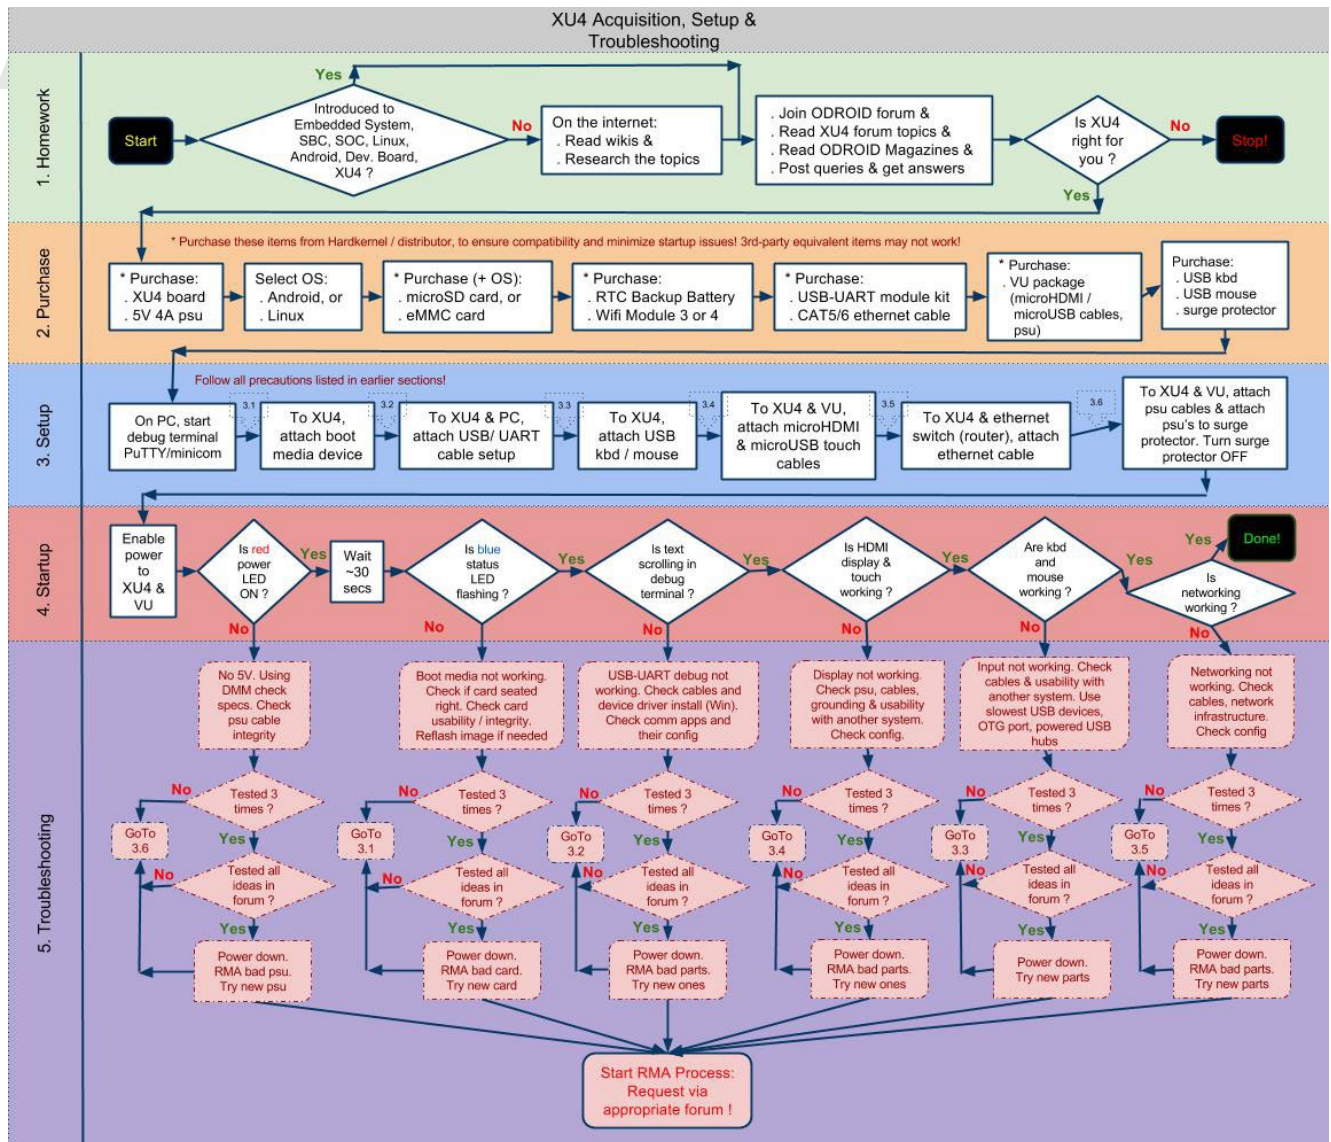 XU4 Acquisition, Setup &
Troubleshooting
1. Homework
Start
Introduced to
Embedded System,
SBC, SOC, Linux,
Android, Dev. Board,
XU4 ?
Yes
No
On the internet:
. Read wikis &
. Research the topics
. Join ODROID forum &
. Read XU4 forum topics &
. Read ODROID Magazines &
. Post queries & get answers
Is XU4
right for
you ?
No
Stop!
Yes
2. Purchase
* Purchase these items from Hardkernel / distributor, to ensure compatibility and minimize startup issues! 3rd-party equivalent items may not work!
* Purchase:
. XU4 board
. 5V 4A psu
Select OS:
. Android, or
. Linux
* Purchase (+ OS):
. microSD card, or
. eMMC card
* Purchase:
. RTC Backup Battery
. Wifi Module 3 or 4
* Purchase:
. USB-UART module kit
. CAT5/6 ethernet cable
* Purchase:
. VU package
(microHDMI /
microUSB cables,
psu)
Purchase:
. USB kbd
. USB mouse
. surge protector
3. Setup
Follow all precautions listed in earlier sections!
On PC, start
debug terminal
PuTTY/minicom
3.1
To XU4,
attach boot
media device
3.2
To XU4 & PC,
attach USB/ UART
cable setup
3.3
To XU4,
attach USB
kbd / mouse
3.4
To XU4 & VU,
attach microHDMI
& microUSB touch
cables
3.5
To XU4 & ethernet
switch (router), attach
ethernet cable
3.6
To XU4 & VU, attach
psu cables & attach
psu's to surge
protector. Turn surge
protector OFF
4. Startup
Enable
power
to
XU4 &
VU
Is red
power
LED
ON ?
Yes
No
Wait
~30
secs
Is blue
status
LED
flashing ?
Yes
No
Is text
scrolling in
debug
terminal ?
Yes
No
Is HDMI
display &
touch
working ?
Yes
No
Are kbd
and
mouse
working ?
Yes
No
Is
networking
working ?
Yes
No
Done!
5. Troubleshooting
No 5V. Using
DMM check
specs. Check
psu cable
integrity
Tested 3
times ?
No
Yes
GoTo
3.6
Tested all
ideas in
forum ?
No
Yes
Power down.
RMA bad psu.
Try new psu
Boot media not working.
Check if card seated
right. Check card
usability / integrity.
Reflash image if needed
Tested 3
times ?
No
Yes
GoTo
3.1
Tested all
ideas in
forum ?
No
Yes
Power down.
RMA bad card.
Try new card
USB-UART debug not
working. Check cables and
device driver install (Win).
Check comm apps and
their config
Tested 3
times ?
No
Yes
GoTo
3.2
Tested all
ideas in
forum ?
No
Yes
Power down.
RMA bad parts.
Try new ones
Display not working.
Check psu, cables,
grounding & usability
with another system.
Check config.
Tested 3
times ?
No
Yes
GoTo
3.4
Tested all
ideas in
forum ?
No
Yes
Power down.
RMA bad parts.
Try new ones
Input not working. Check
cables & usability with
another system. Use
slowest USB devices,
OTG port, powered USB
hubs
Tested 3
times ?
No
Yes
GoTo
3.3
Tested all
ideas in
forum ?
No
Yes
Power down.
Try new parts
Networking not
working. Check
cables, network
infrastructure.
Check config
Tested 3
times ?
No
Yes
GoTo
3.5
Tested all
ideas in
forum ?
No
Yes
Power down.
RMA bad parts.
Try new parts
Start RMA Process:
Request via
appropriate forum !